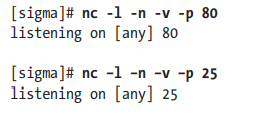 [sigma]# nc -l -n -v -p 80
listening on [any] 80
[sigma]# nc -l -n -v -p 25
listening on [any] 25